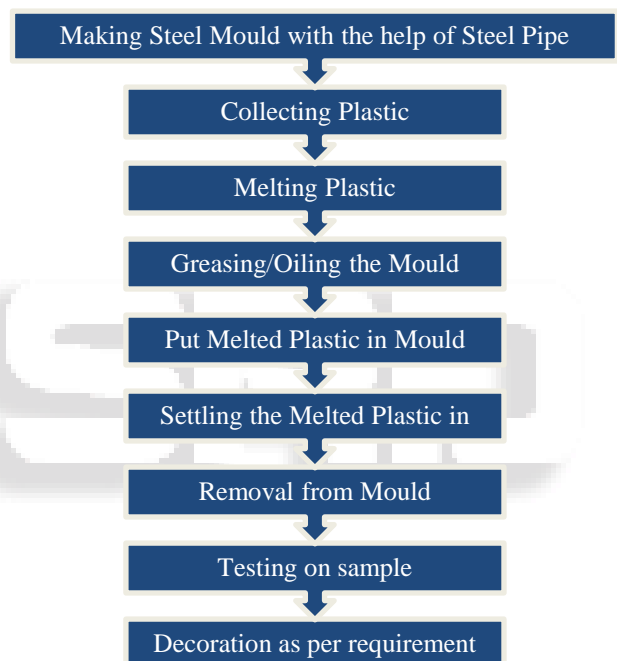 Making Steel Mould with the help of Steel Pipe
Collecting Plastic
Melting Plastic
Greasing/Oiling the Mould
Put Melted Plastic in Mould
Settling the Melted Plastic in
Removal from Mould
Testing on sample
Decoration as per requirement